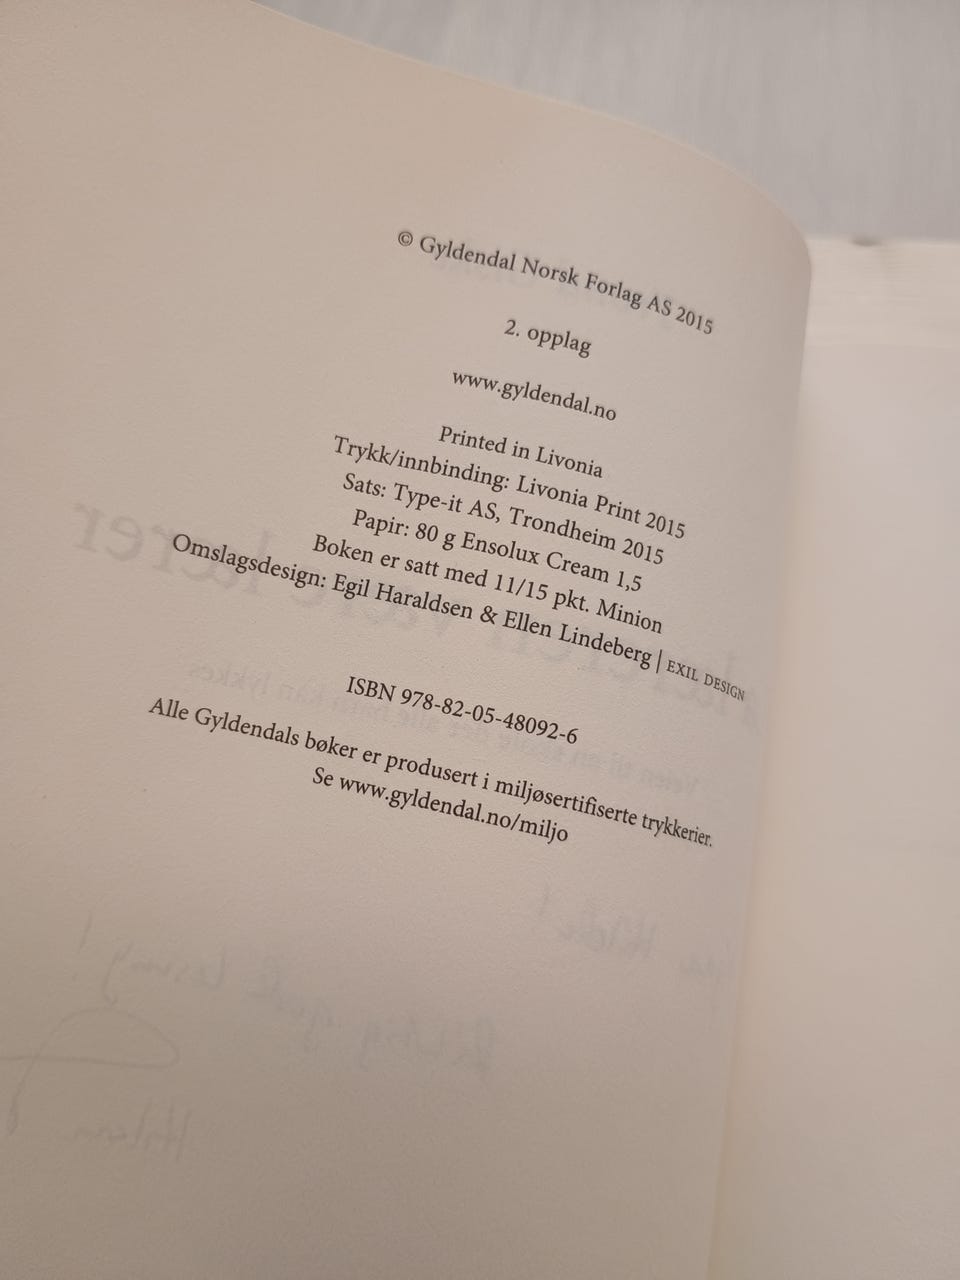 © Gyldendal Norsk Forlag AS 2015
2. opplag
www.gyldendal.no
Printed in Livonia
Trykk/innbinding: Livonia Print 2015
Sats: Type-it AS, Trondheim 2015
Papir: 80 g Ensolux Cream 1,5
Boken er satt med 11/15 pkt. Minion
Omslagsdesign: Egil Haraldsen & Ellen Lindeberg | EXIL DESIGN
ISBN 978-82-05-48092-6
Alle Gyldendals bøker er produsert i miljøsertifiserte trykkerier.
Se www.gyldendal.no/miljo